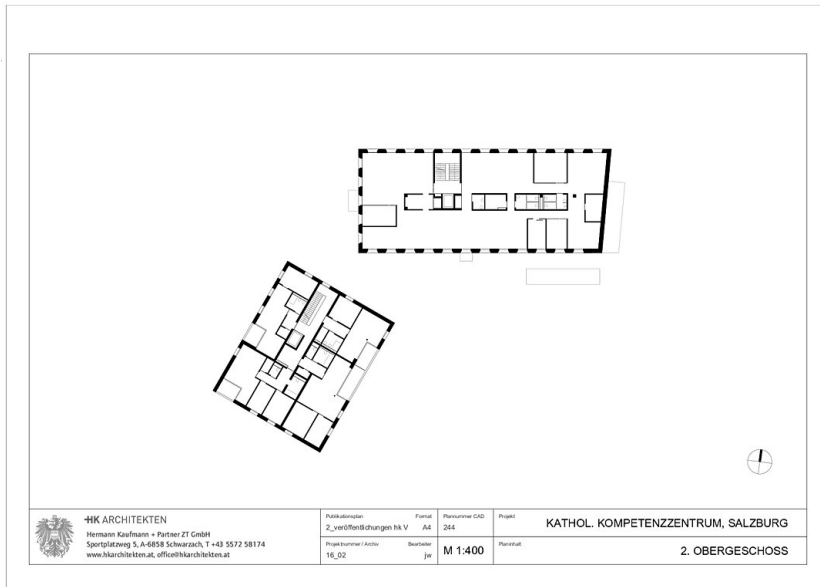 HK ARCHITEKTEN
Hermann Kaufmann + Partner ZT GmbH
Sportplatzweg 5, A-6858 Schwarzach, T +43 5572 58174
www.hkarchitekten.at, office@hkarchitekten.at
Publikationsplan Format
2_veröffentlichungen hk V A4
Projektnummer / Archiv Bearbeiter
16_02 jw
Plannummer CAD
244
M 1:400
Projekt
KATHOL. KOMPETENZZENTRUM, SALZBURG
Planinhalt
2. OBERGESCHOSS